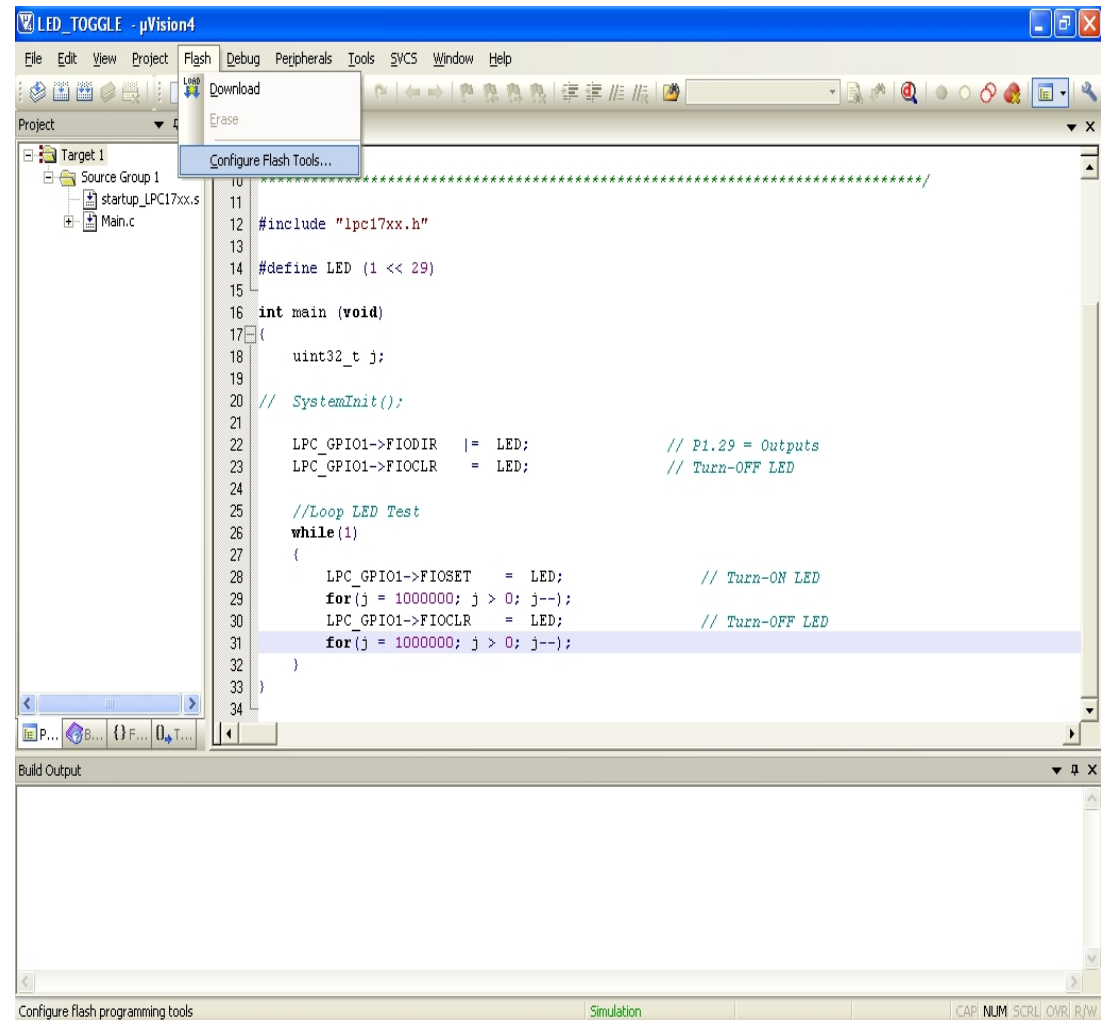 LED_TOGGLE - µVision4
File Edit View Project Flash Debug Peripherals Tools SVCS Window Help
LOAD Download
Erase
Configure Flash Tools...
Project
Target 1
Source Group 1
startup_LPC17xx.s
Main.c
10 ******************************************************************************/
11
12 #include "lpc17xx.h"
13
14 #define LED (1 << 29)
15
16 int main (void)
17 {
18 uint32_t j;
19
20 // SystemInit();
21
22 LPC_GPIO1->FIODIR |= LED; // P1.29 = Outputs
23 LPC_GPIO1->FIOCLR = LED; // Turn-OFF LED
24
25 //Loop LED Test
26 while(1)
27 {
28 LPC_GPIO1->FIOSET = LED; // Turn-ON LED
29 for(j = 1000000; j > 0; j--);
30 LPC_GPIO1->FIOCLR = LED; // Turn-OFF LED
31 for(j = 1000000; j > 0; j--);
32 }
33 }
34
P... B... {} F... 0 T...
Build Output
Configure flash programming tools Simulation CAP NUM SCRL OVR R/W